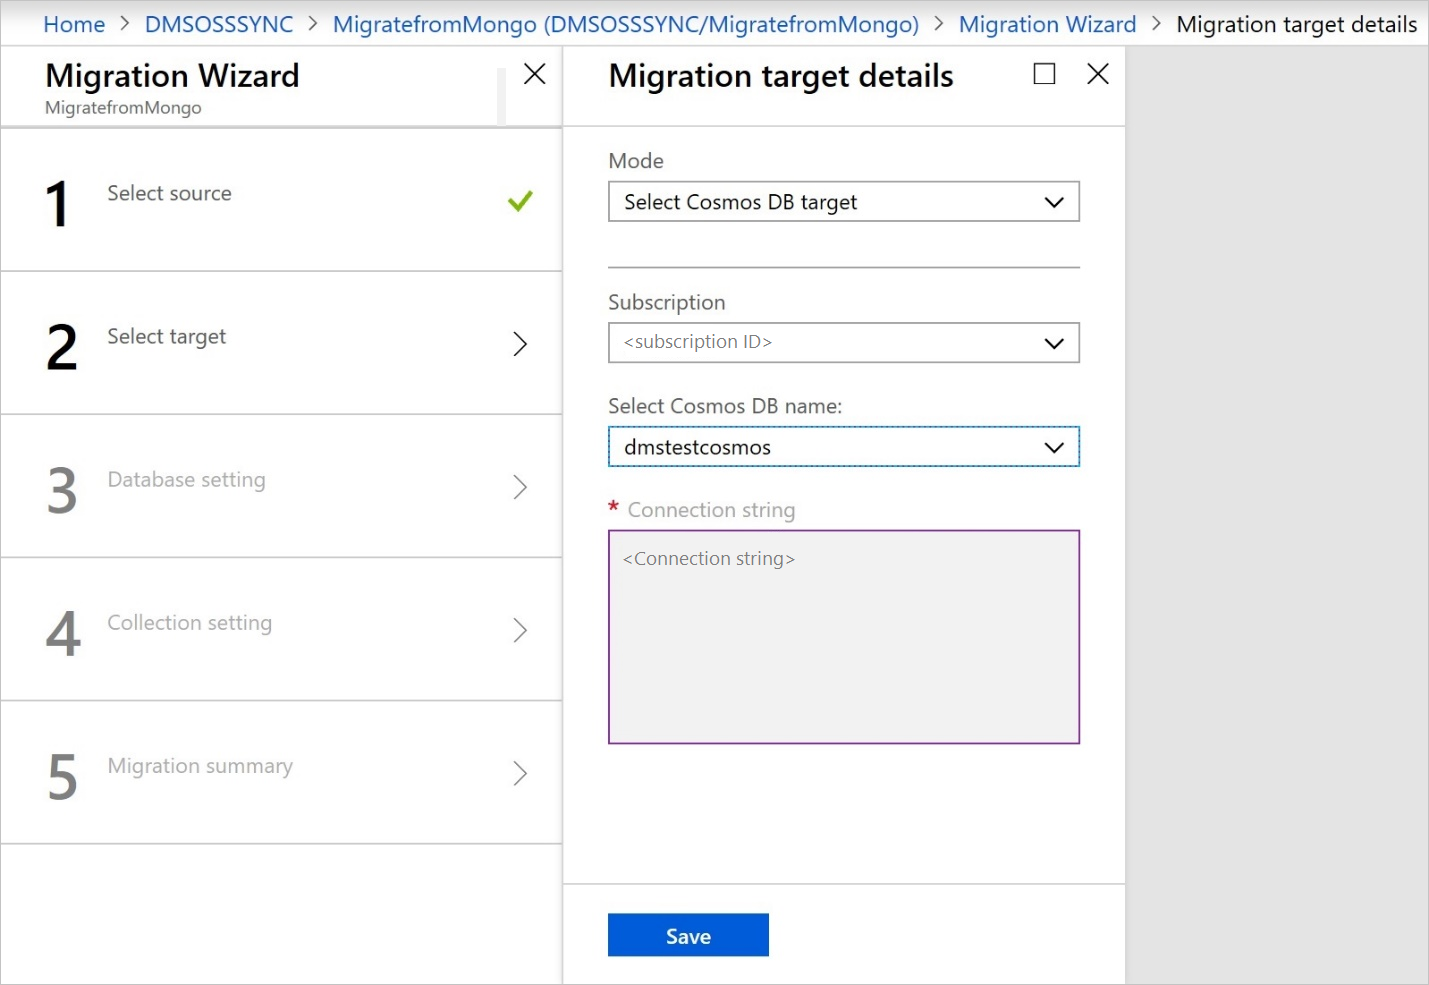 Home > DMSOSSSYNC > MigratefromMongo (DMSOSSSYNC/MigratefromMongo) > Migration Wizard > Migration target details
Migration Wizard
MigratefromMongo
1 Select source
2 Select target
3 Database setting
4 Collection setting
5 Migration summary
Migration target details
Mode
Select Cosmos DB target
Subscription
<subscription ID>
Select Cosmos DB name:
dmstestcosmos
* Connection string
<Connection string>
Save